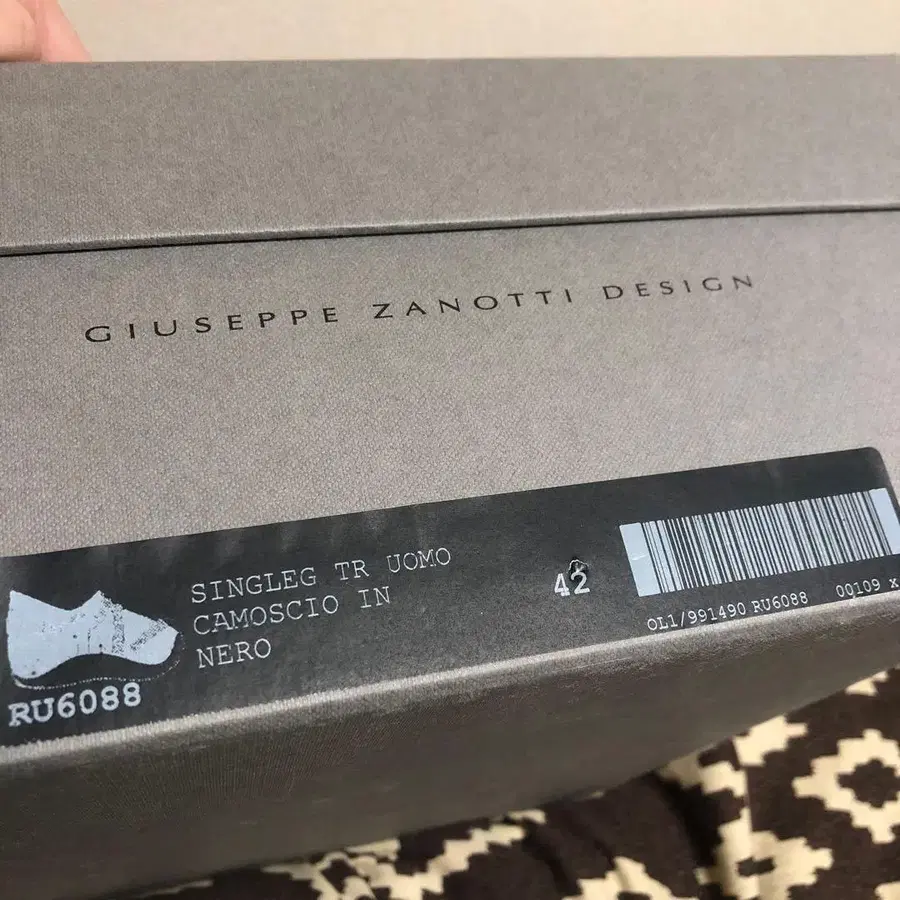 GIUSEPPE ZANOTTI DESIGN
SINGLEG TR UOMO
CAMOSCIO IN
NERO
42
RU6088
OL1/991490 RU6088 00109 X